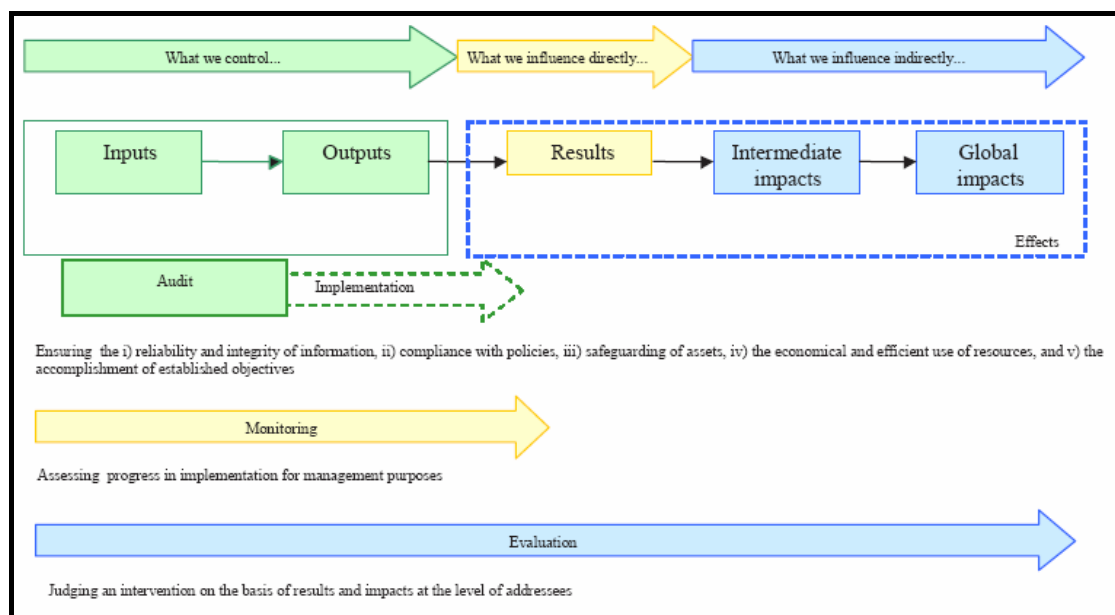 What we control...
What we influence directly...
What we influence indirectly...
Inputs
Outputs
Results
Intermediate
impacts
Global
impacts
Effects
Audit
Implementation
Ensuring the i) reliability and integrity of information, ii) compliance with policies, iii) safeguarding of assets, iv) the economical and efficient use of resources, and v) the
accomplishment of established objectives
Monitoring
Assessing progress in implementation for management purposes
Evaluation
Judging an intervention on the basis of results and impacts at the level of addressees